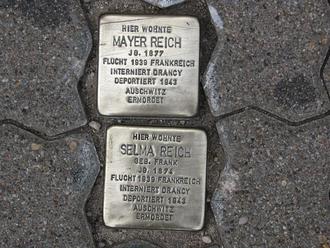 HIER WOHNTE
MAYER REICH
JG. 1877
FLUCHT 1939 FRANKREICH
INTERNIERT DRANCY
DEPORTIERT 1943
AUSCHWITZ
ERMORDET
HIER WOHNTE
SELMA REICH
GEB. FRANK
JG. 1874
FLUCHT 1939 FRANKREICH
INTERNIERT DRANCY
DEPORTIERT 1943
AUSCHWITZ
ERMORDET